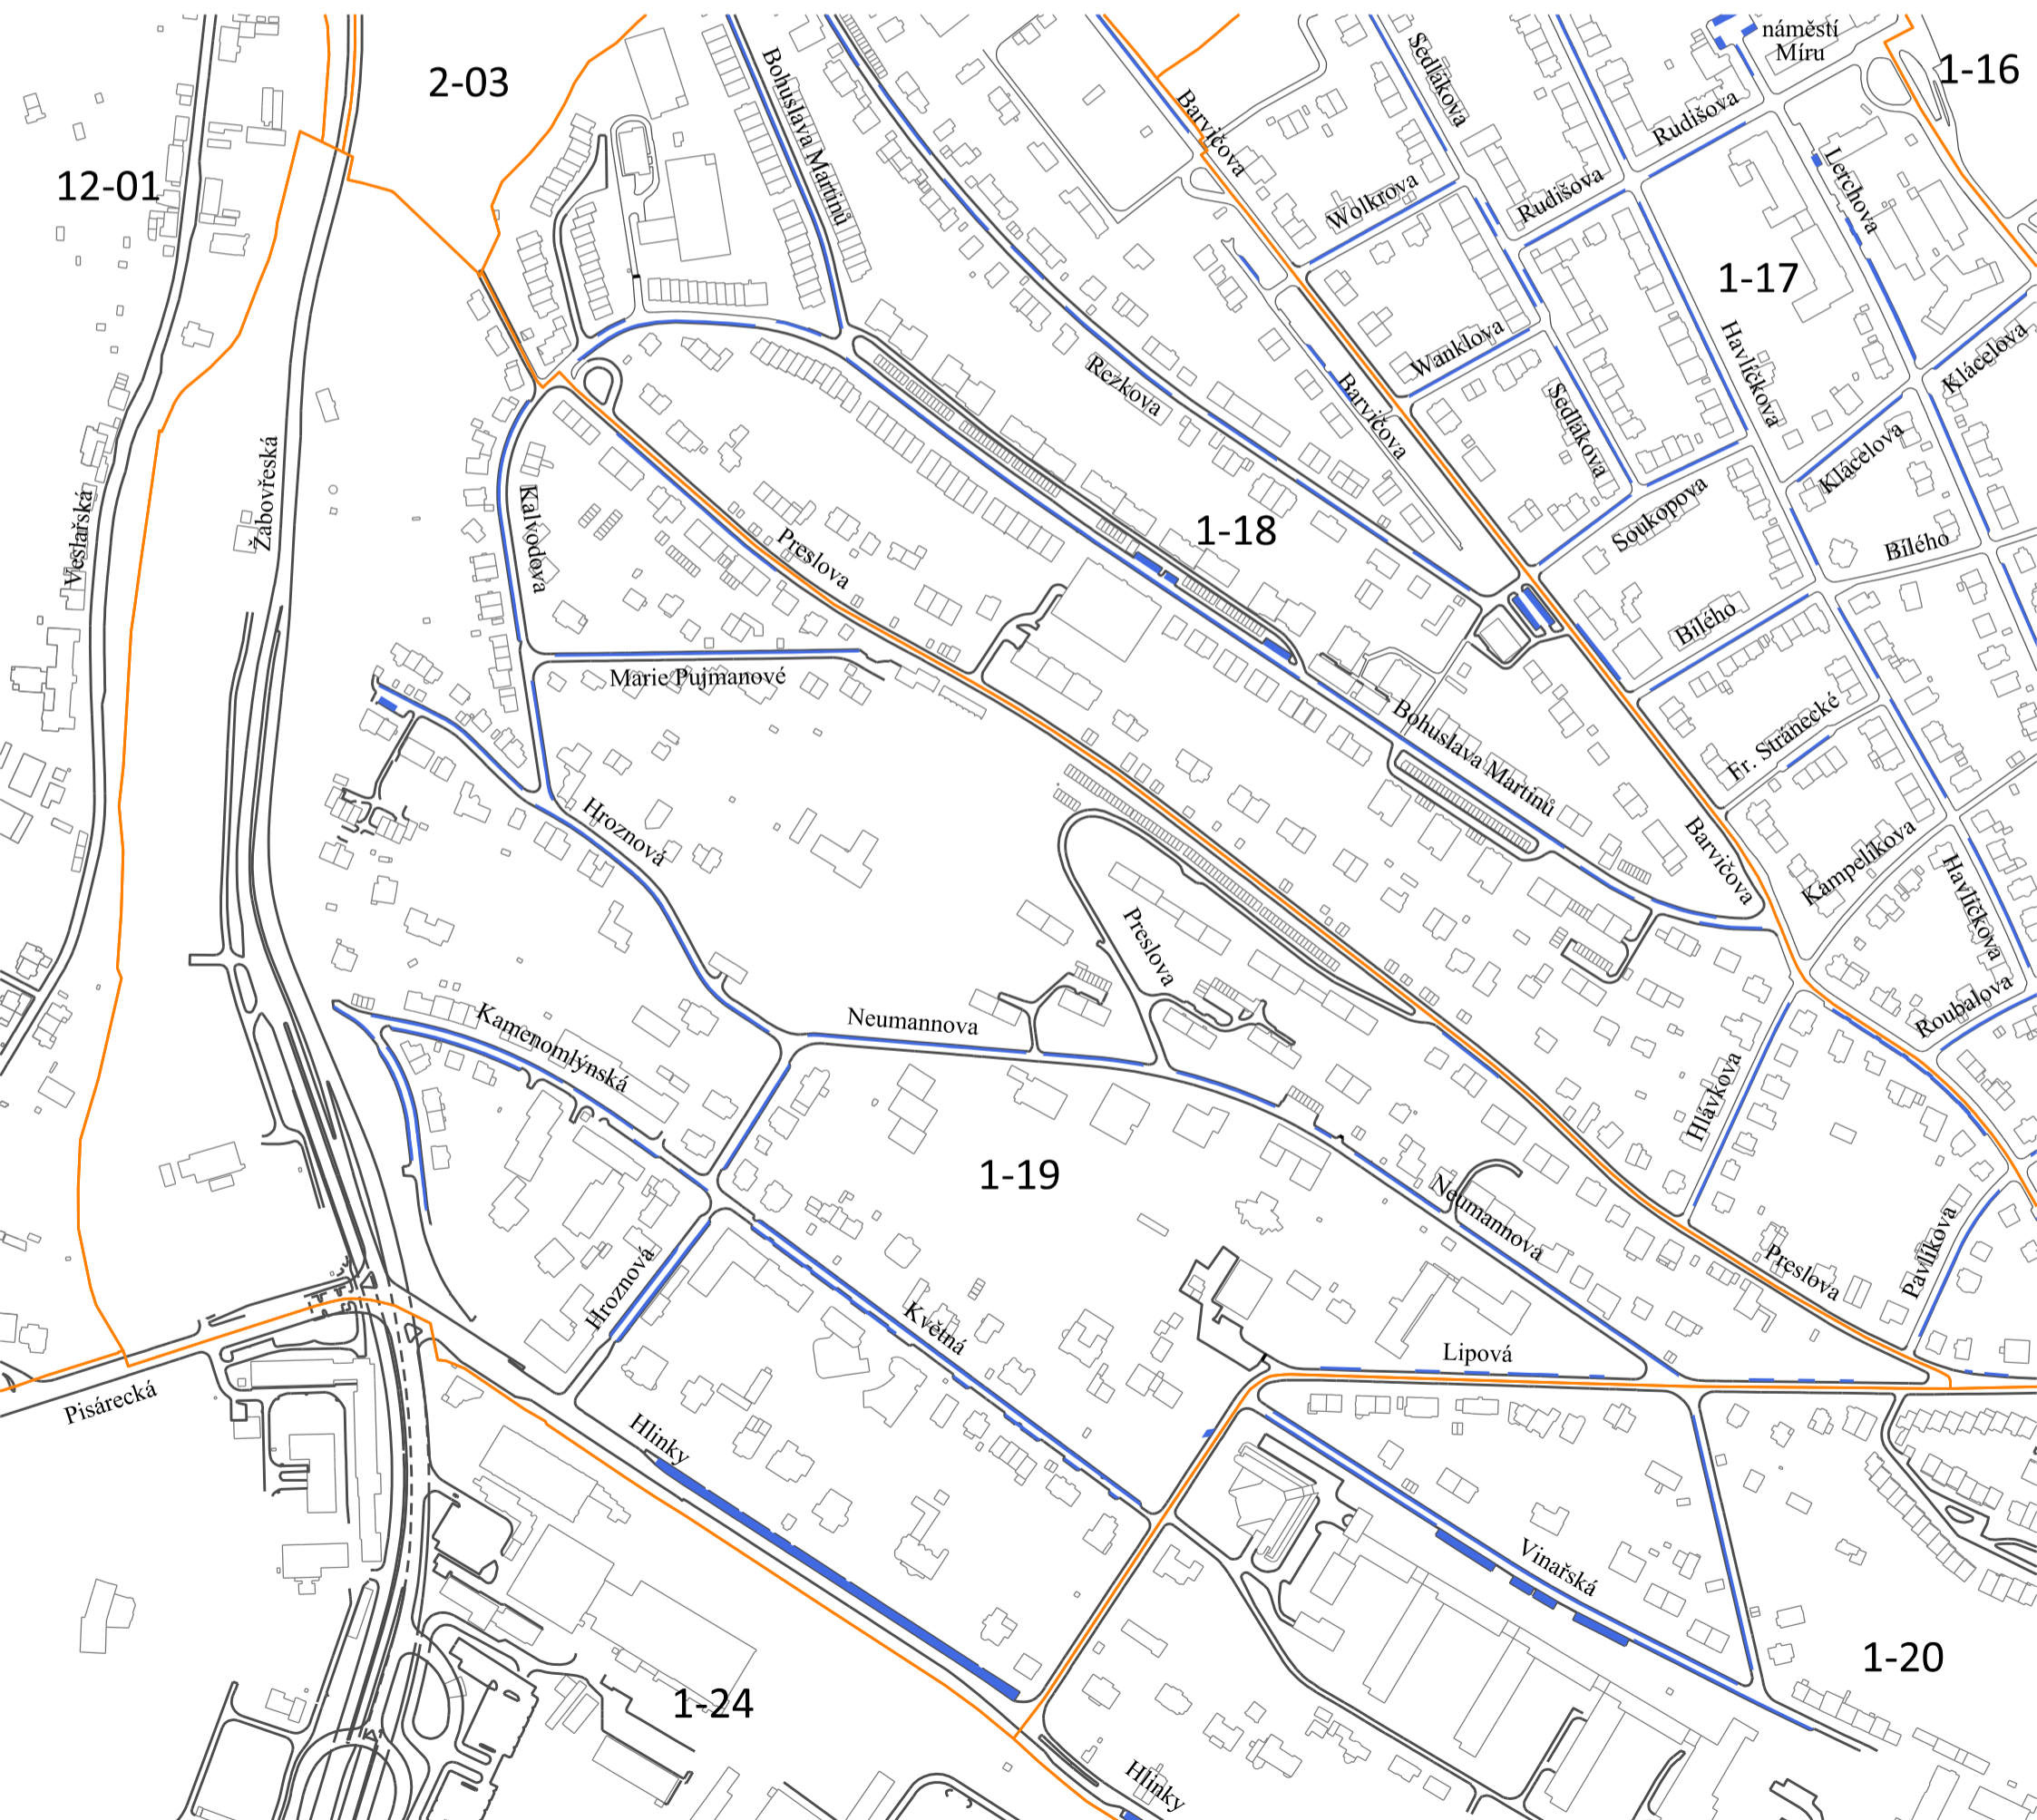 náměstí
Míru
1-16
2-03
Bohuslava Martinů
Sedlákova
Barvičova
Rudišova
12-01
Wolkrova
Rudišova
Lerchova
1-17
Wanklova
Havlíčkova
Klácelova
Rezkova
Barvičova
Sedlákova
Klácelova
Žabovřeská
Veslařská
Kalvodova
Preslova
1-18
Soukopova
Bílého
Bílého
Marie Pujmanové
Bohuslava Martinů
Fr. Stránecké
Hroznová
Barvičova
Kampelíkova
Havlíčkova
Preslova
Kamenomlýnská
Neumannova
Roubalova
Hlávkova
1-19
Neumannova
Hroznová
Květná
Preslova
Pavlíkova
Lipová
Pisárecká
Hlinky
Vinařská
1-20
1-24
Hlinky